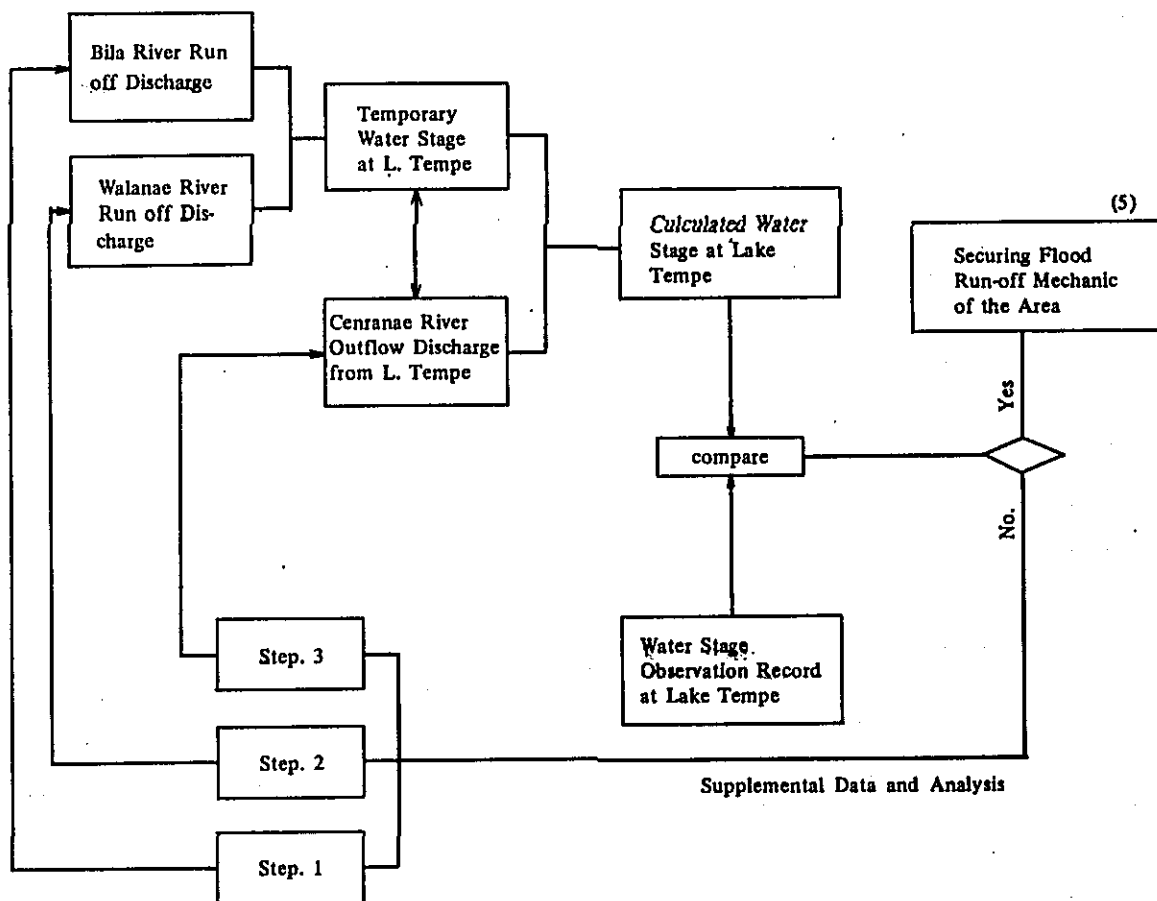 Bila River Run
off Discharge
Walanae River
Run off Dis-
charge
Temporary
Water Stage
at L. Tempe
Cenranae River
Outflow Discharge
from L. Tempe
Culculated Water
Stage at Lake
Tempe
(5)
Securing Flood
Run-off Mechanic
of the Area
Yes
compare
No.
Water Stage.
Observation Record
at Lake Tempe
Step. 3
Step. 2
Supplemental Data and Analysis
Step. 1